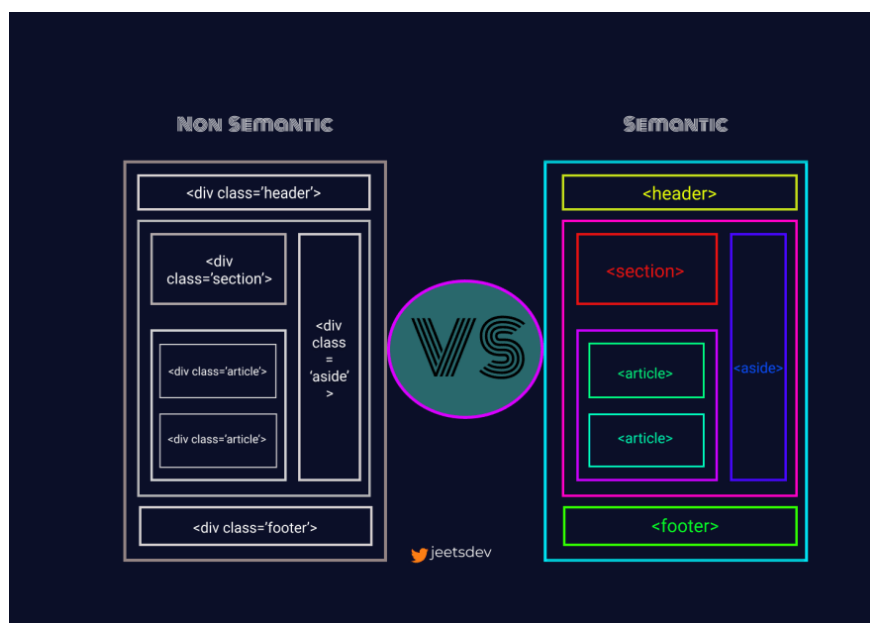 Non Semantic
<div class=’header’>
<div
class=’section’>
<div class=’article’>
<div class=’article’>
<div
class
=
‘aside’
>
<div class=’footer’>
VS
Semantic
<header>
<section>
<article>
<article>
<aside>
<footer>
jeetsdev